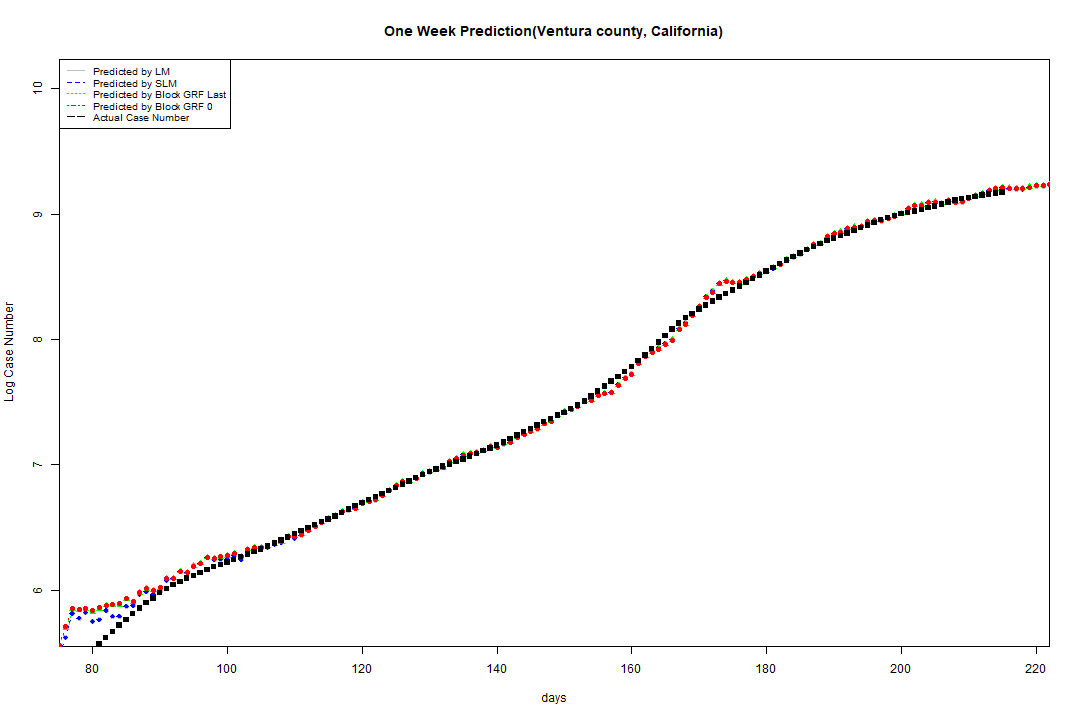 One Week Prediction(Ventura county, California)
Predicted by LM
Predicted by SLM
Predicted by Block GRF Last
Predicted by Block GRF 0
Actual Case Number
10
9
8
7
6
Log Case Number
80 100 120 140 160 180 200 220
days